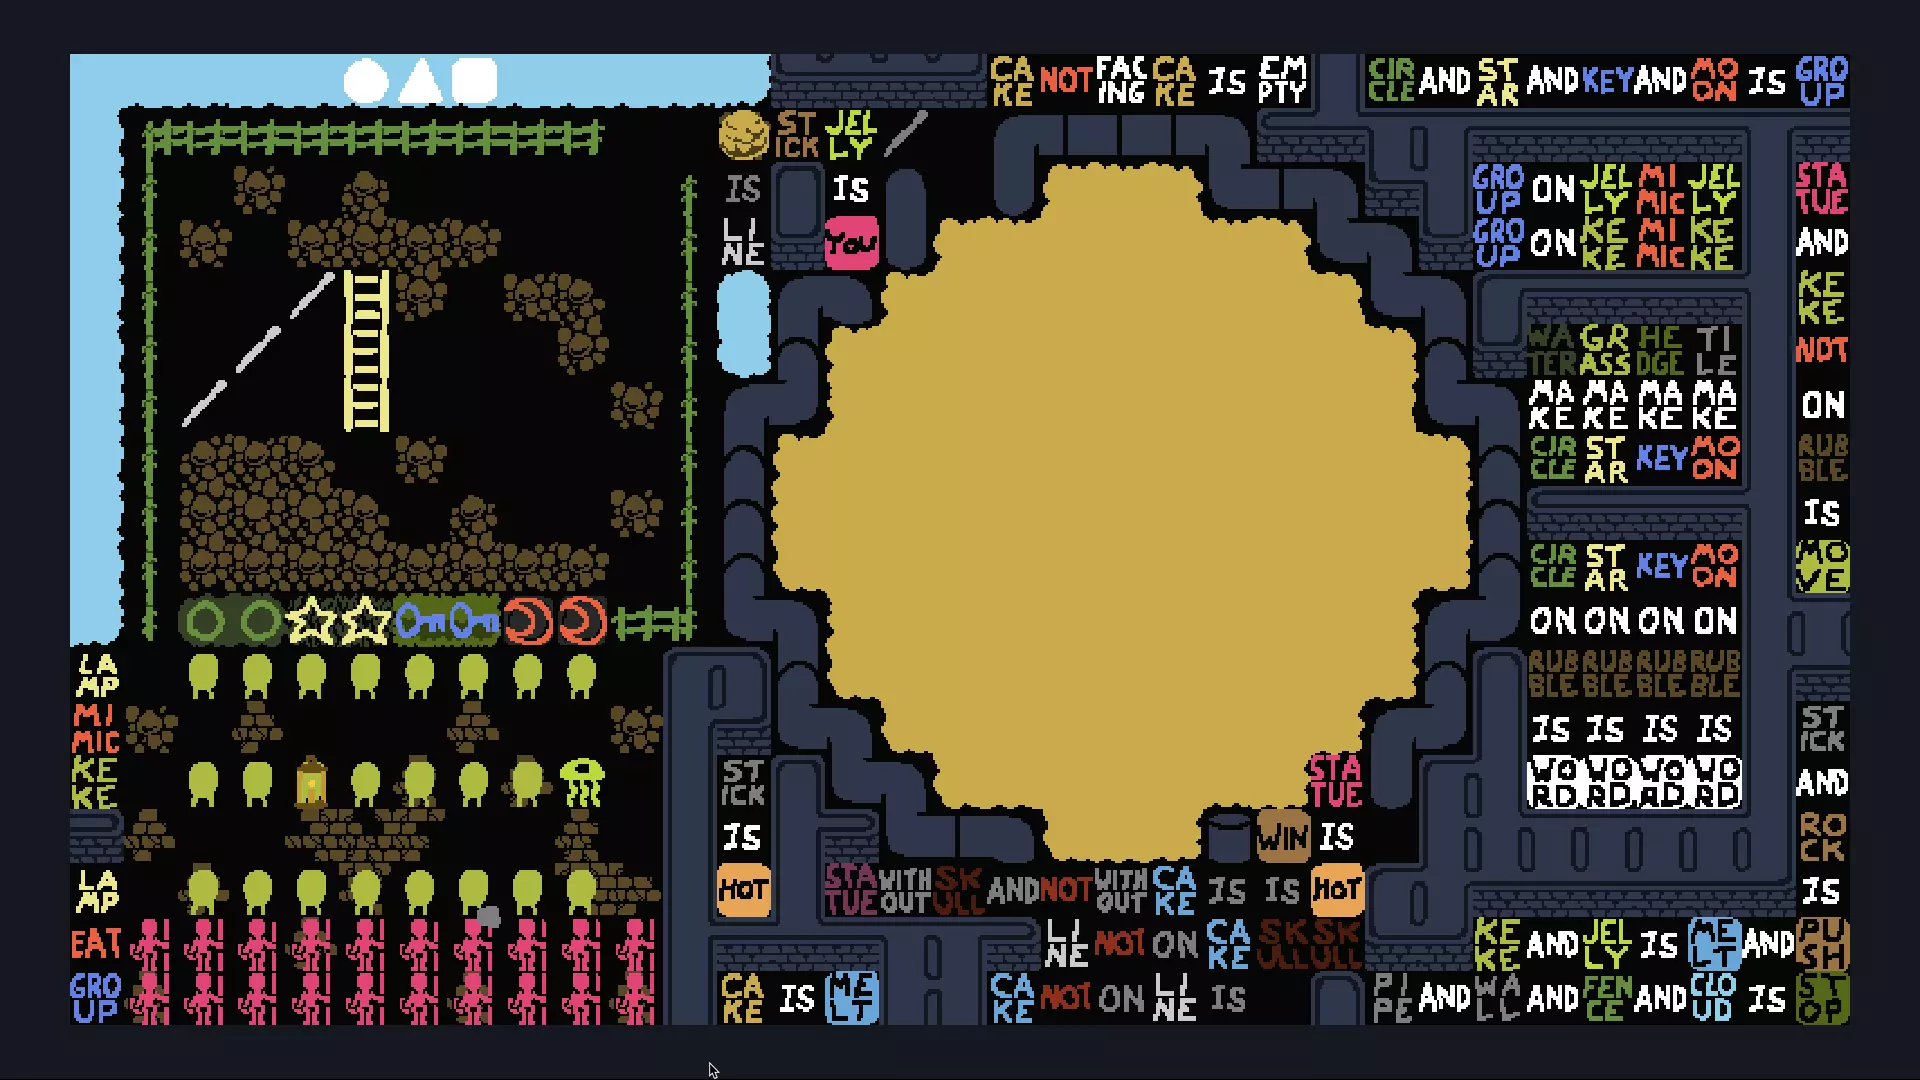 CAKE NOT FACING CAKE IS EMPTY
CIRCLE AND STAR AND KEY AND MOON IS GROUP
STICK JELLY
IS IS
LINE YOU
GROUP ON JELLY MIMIC JELLY
GROUP ON KEKE MIMIC KEKE
STATUE
AND
KEKE
NOT
ON
RUBBLE
IS
MOVE
WATER GRASS HEDGE TILE
MAKE MAKE MAKE MAKE
CIRCLE STAR KEY MOON
CIRCLE STAR KEY MOON
ON ON ON ON
RUBBLE RUBBLE RUBBLE RUBBLE
IS IS IS IS
WORD WORD WORD WORD
LAMP
MIMIC
KEKE
LAMP
EAT
GROUP
STICK
IS
HOT
STATUE
WIN IS
STATUE WITHOUT SKULL AND NOT WITHOUT CAKE IS IS HOT
LINE NOT ON CAKE SKULL SKULL
CAKE IS MELT
CAKE NOT ON LINE IS
STICK
AND
ROCK
IS
KEKE AND JELLY IS MELT AND PUSH
PIPE AND WALL AND FENCE AND CLOUD IS STOP